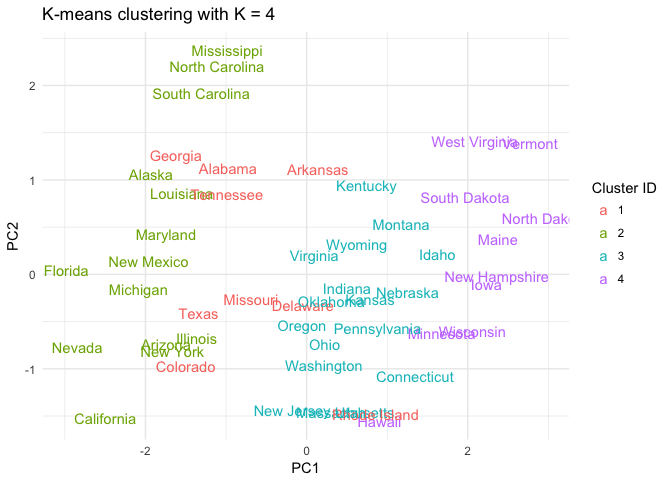 K-means clustering with K = 4
Mississippi
North Carolina
2
South Carolina
West Virginia
Vermont
Georgia
Alabama
Arkansas
Alaska
1
Kentucky
Louisiana
Tennessee
South Dakota
North Dak
Montana
Maryland
Wyoming
Maine
Virginia
Idaho
New Mexico
Florida
0
New Hampshire
Iowa
Michigan
Indiana
Nebraska
Missouri
Oklahoma
Kansas
Delaware
Texas
Oregon
Pennsylvania
Wisconsin
Minnesota
Illinois
Arizona
Ohio
Nevada
New York
Colorado
Washington
-1
Connecticut
New Jersey
Massachusetts
Utah
Rhode Island
California
Hawaii
-2
0
2
PC1
PC2
Cluster ID
a 1
a 2
a 3
a 4